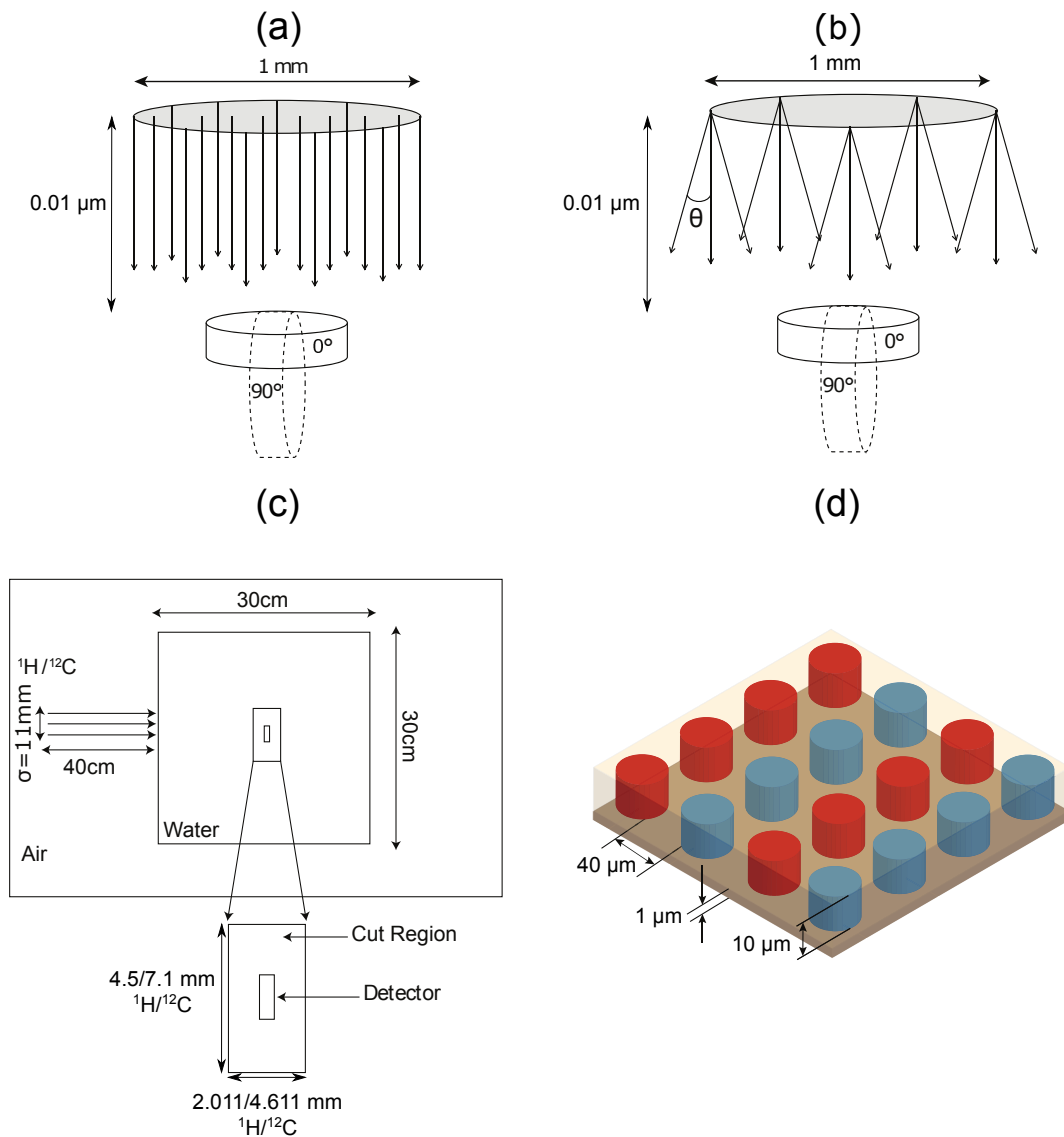 (a)
1 mm
0.01 µm
0°
90°
(b)
1 mm
0.01 µm
θ
0°
90°
(c)
30cm
¹H/¹²C
σ=11mm
40cm
30cm
Water
Air
Cut Region
4.5/7.1 mm
¹H/¹²C
Detector
2.011/4.611 mm
¹H/¹²C
(d)
40 µm
1 µm
10 µm